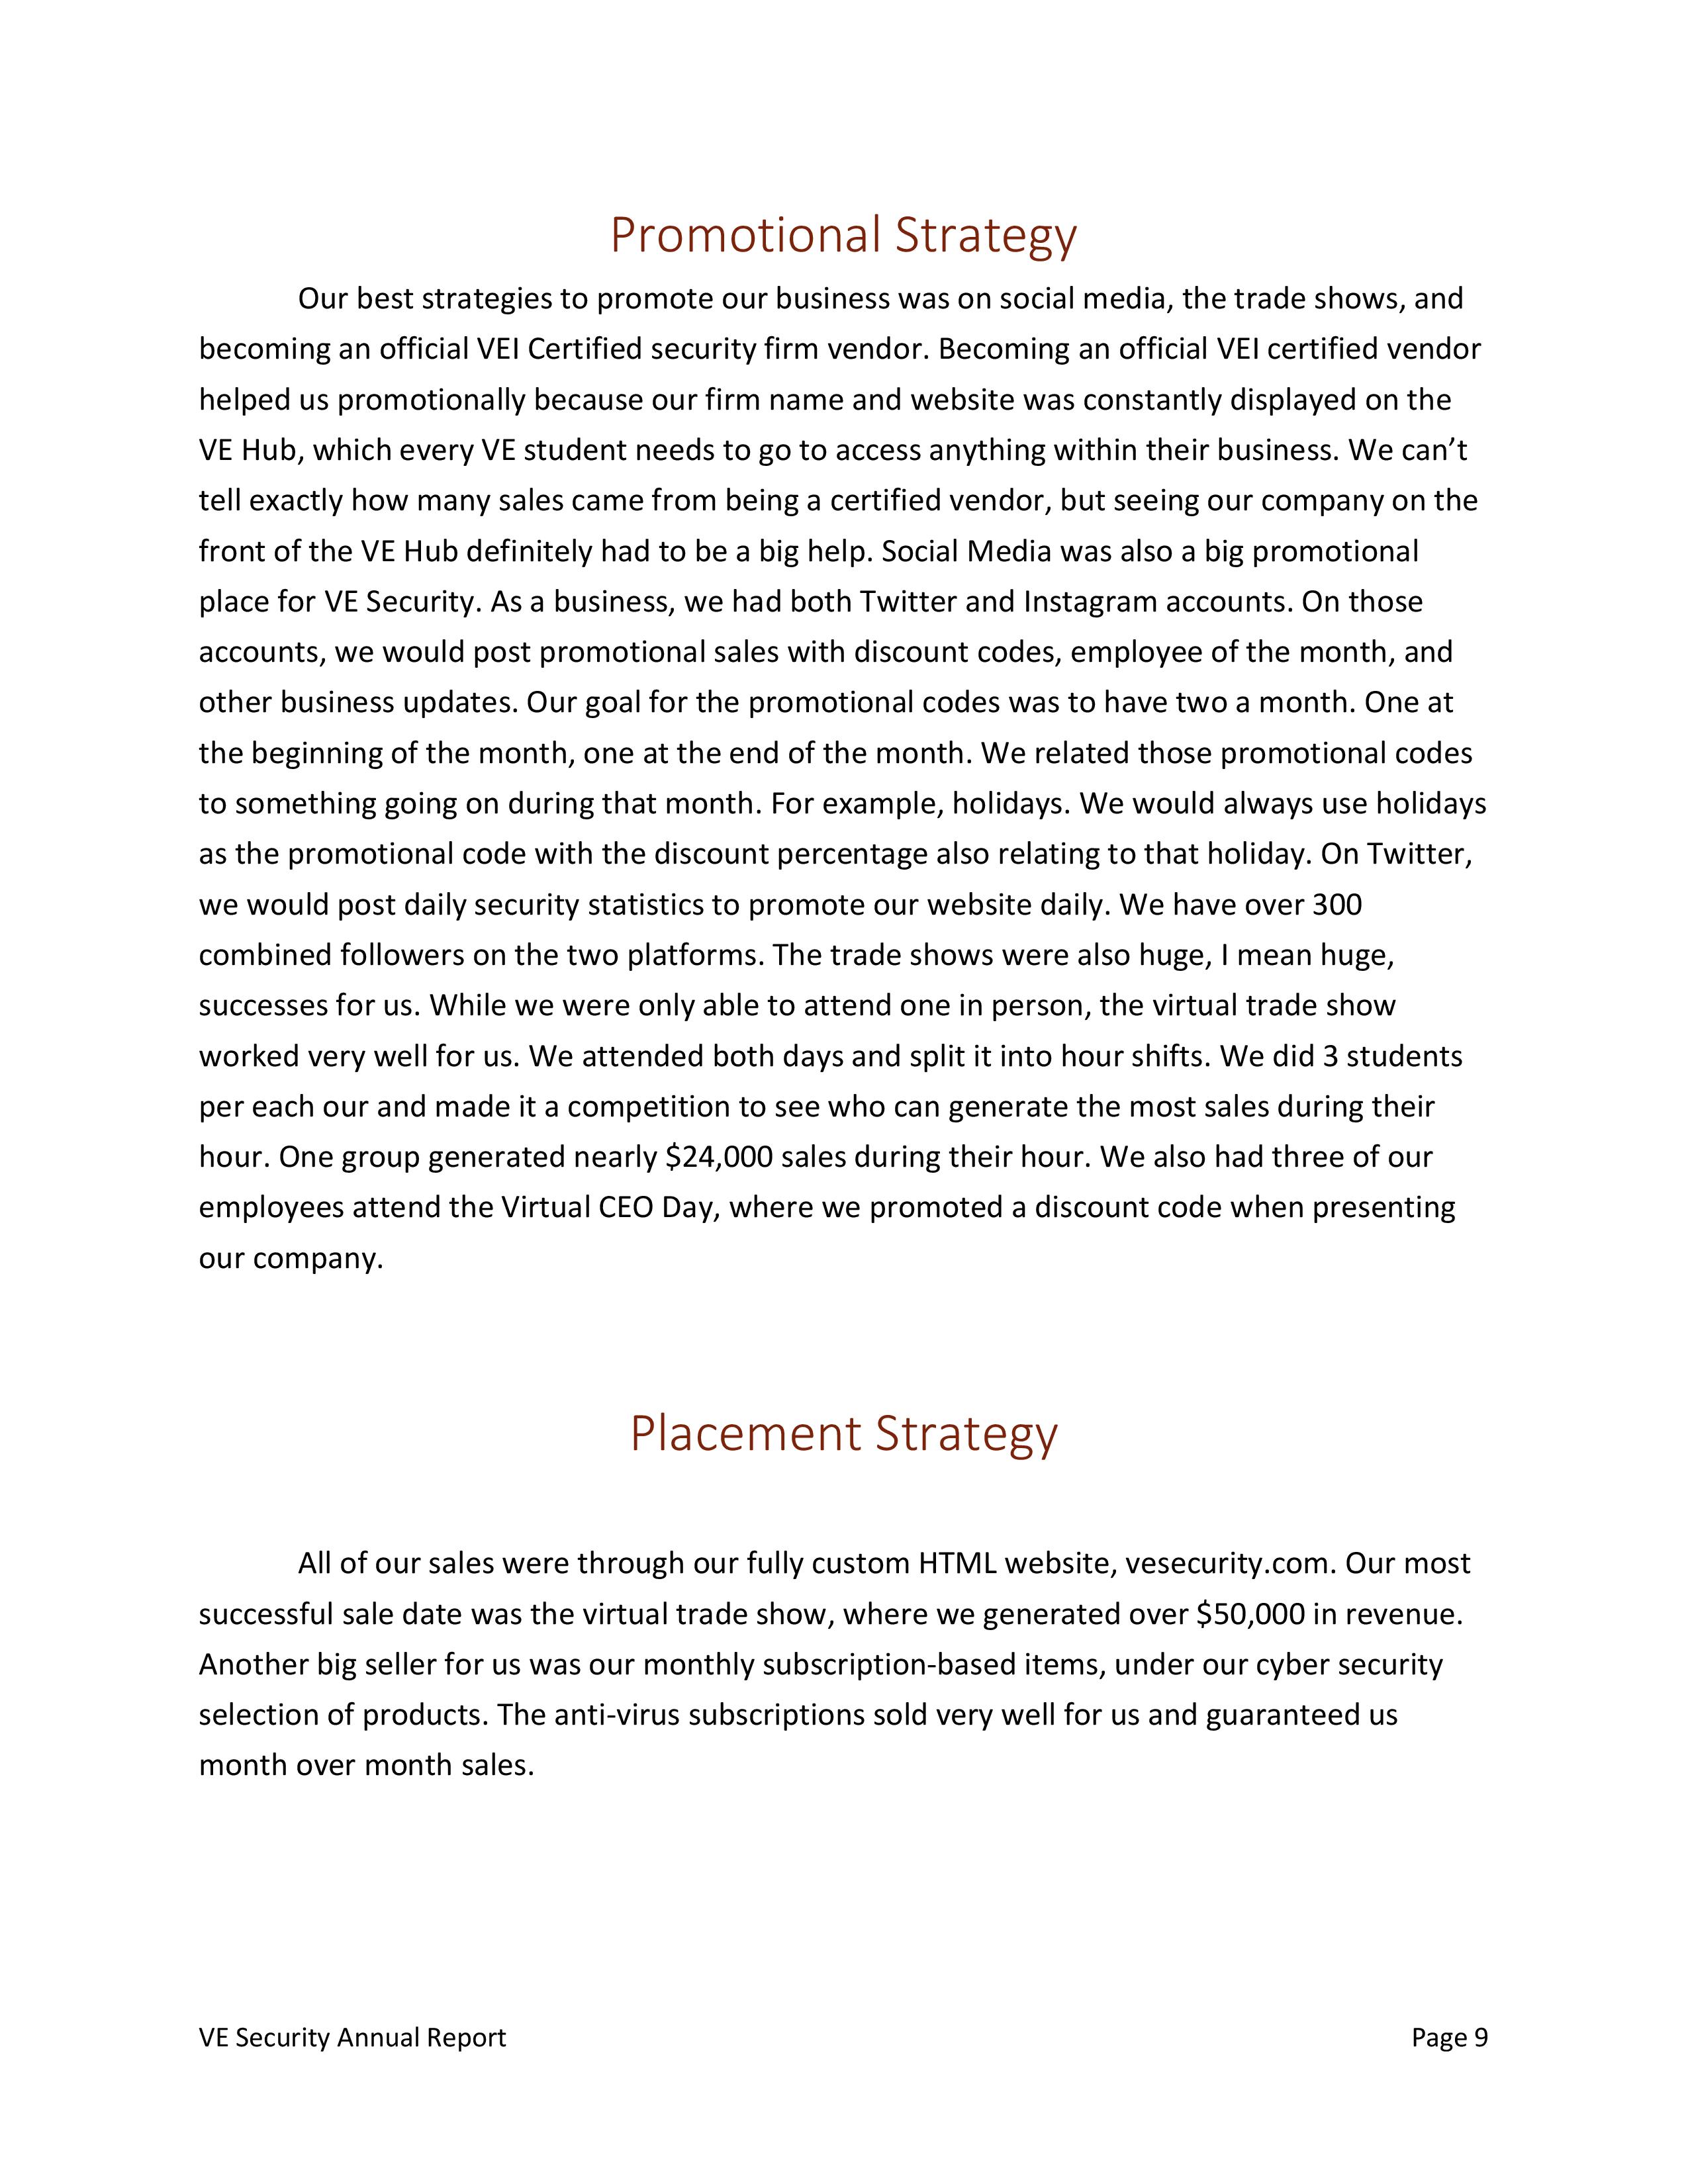 Promotional Strategy
Our best strategies to promote our business was on social media, the trade shows, and
becoming an official VEI Certified security firm vendor. Becoming an official VEI certified vendor
helped us promotionally because our firm name and website was constantly displayed on the
VE Hub, which every VE student needs to go to access anything within their business. We can’t
tell exactly how many sales came from being a certified vendor, but seeing our company on the
front of the VE Hub definitely had to be a big help. Social Media was also a big promotional
place for VE Security. As a business, we had both Twitter and Instagram accounts. On those
accounts, we would post promotional sales with discount codes, employee of the month, and
other business updates. Our goal for the promotional codes was to have two a month. One at
the beginning of the month, one at the end of the month. We related those promotional codes
to something going on during that month. For example, holidays. We would always use holidays
as the promotional code with the discount percentage also relating to that holiday. On Twitter,
we would post daily security statistics to promote our website daily. We have over 300
combined followers on the two platforms. The trade shows were also huge, I mean huge,
successes for us. While we were only able to attend one in person, the virtual trade show
worked very well for us. We attended both days and split it into hour shifts. We did 3 students
per each our and made it a competition to see who can generate the most sales during their
hour. One group generated nearly $24,000 sales during their hour. We also had three of our
employees attend the Virtual CEO Day, where we promoted a discount code when presenting
our company.
Placement Strategy
All of our sales were through our fully custom HTML website, vesecurity.com. Our most
successful sale date was the virtual trade show, where we generated over $50,000 in revenue.
Another big seller for us was our monthly subscription-based items, under our cyber security
selection of products. The anti-virus subscriptions sold very well for us and guaranteed us
month over month sales.
VE Security Annual Report Page 9